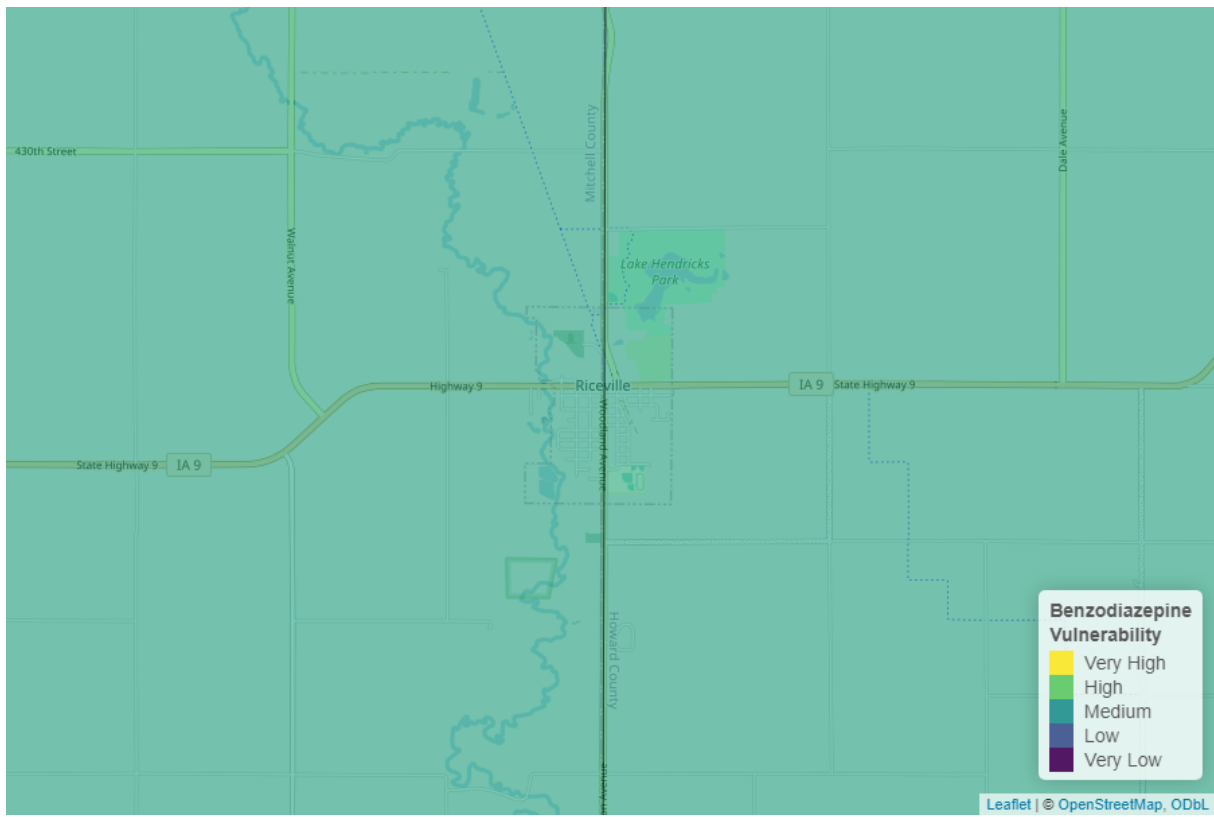 Mitchell County
430th Street
Dale Avenue
Walnut Avenue
Lake Hendricks
Park
Highway 9
Riceville
IA 9
State Highway 9
Woodland Avenue
State Highway 9
IA 9
Howard County
an Avenue
Benzodiazepine
Vulnerability
Very High
High
Medium
Low
Very Low
Leaflet | © OpenStreetMap, ODbL